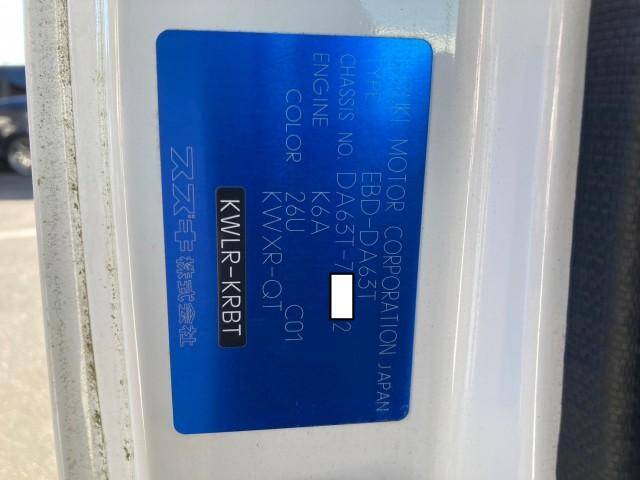 SUZUKI MOTOR CORPORATION JAPAN
TYPE EBD-DA63T
CHASSIS NO. DA63T-7 2
ENGINE K6A
COLOR 26U C01
KWXR-QT
KWLR-KRBT
スズキ株式会社